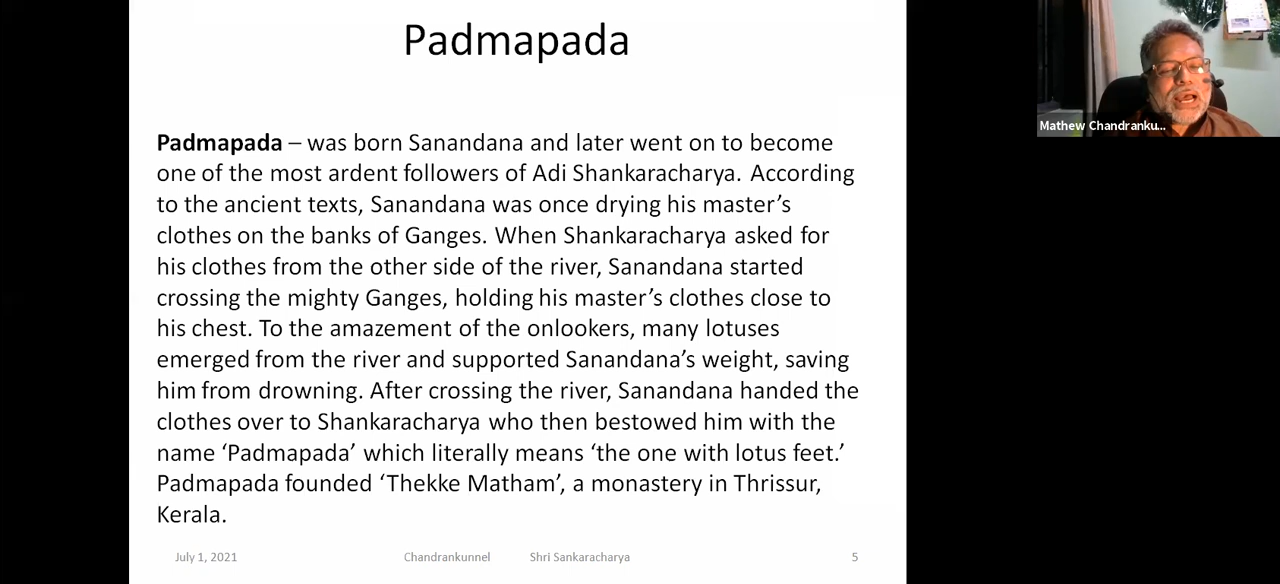 Padmapada
Padmapada – was born Sanandana and later went on to become
one of the most ardent followers of Adi Shankaracharya. According
to the ancient texts, Sanandana was once drying his master’s
clothes on the banks of Ganges. When Shankaracharya asked for
his clothes from the other side of the river, Sanandana started
crossing the mighty Ganges, holding his master’s clothes close to
his chest. To the amazement of the onlookers, many lotuses
emerged from the river and supported Sanandana’s weight, saving
him from drowning. After crossing the river, Sanandana handed the
clothes over to Shankaracharya who then bestowed him with the
name ‘Padmapada’ which literally means ‘the one with lotus feet.’
Padmapada founded ‘Thekke Matham’, a monastery in Thrissur,
Kerala.
July 1, 2021 Chandrankunnel Shri Sankaracharya 5
Mathew Chandranku...